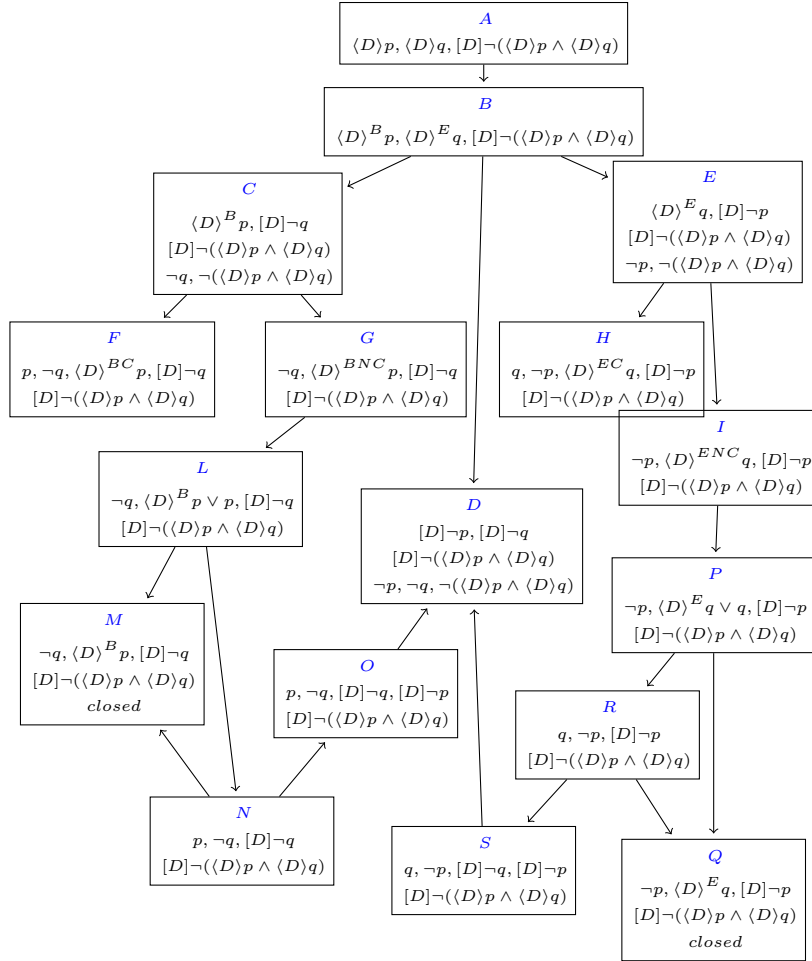 A
⟨D⟩p, ⟨D⟩q, [D]¬(⟨D⟩p ∧ ⟨D⟩q)
B
⟨D⟩^B p, ⟨D⟩^E q, [D]¬(⟨D⟩p ∧ ⟨D⟩q)
C
⟨D⟩^B p, [D]¬q
[D]¬(⟨D⟩p ∧ ⟨D⟩q)
¬q, ¬(⟨D⟩p ∧ ⟨D⟩q)
E
⟨D⟩^E q, [D]¬p
[D]¬(⟨D⟩p ∧ ⟨D⟩q)
¬p, ¬(⟨D⟩p ∧ ⟨D⟩q)
F
p, ¬q, ⟨D⟩^{BC} p, [D]¬q
[D]¬(⟨D⟩p ∧ ⟨D⟩q)
G
¬q, ⟨D⟩^{BNC} p, [D]¬q
[D]¬(⟨D⟩p ∧ ⟨D⟩q)
H
q, ¬p, ⟨D⟩^{EC} q, [D]¬p
[D]¬(⟨D⟩p ∧ ⟨D⟩q)
I
¬p, ⟨D⟩^{ENC} q, [D]¬p
[D]¬(⟨D⟩p ∧ ⟨D⟩q)
L
¬q, ⟨D⟩^B p ∨ p, [D]¬q
[D]¬(⟨D⟩p ∧ ⟨D⟩q)
D
[D]¬p, [D]¬q
[D]¬(⟨D⟩p ∧ ⟨D⟩q)
¬p, ¬q, ¬(⟨D⟩p ∧ ⟨D⟩q)
P
¬p, ⟨D⟩^E q ∨ q, [D]¬p
[D]¬(⟨D⟩p ∧ ⟨D⟩q)
M
¬q, ⟨D⟩^B p, [D]¬q
[D]¬(⟨D⟩p ∧ ⟨D⟩q)
closed
O
p, ¬q, [D]¬q, [D]¬p
[D]¬(⟨D⟩p ∧ ⟨D⟩q)
R
q, ¬p, [D]¬p
[D]¬(⟨D⟩p ∧ ⟨D⟩q)
N
p, ¬q, [D]¬q
[D]¬(⟨D⟩p ∧ ⟨D⟩q)
S
q, ¬p, [D]¬q, [D]¬p
[D]¬(⟨D⟩p ∧ ⟨D⟩q)
Q
¬p, ⟨D⟩^E q, [D]¬p
[D]¬(⟨D⟩p ∧ ⟨D⟩q)
closed